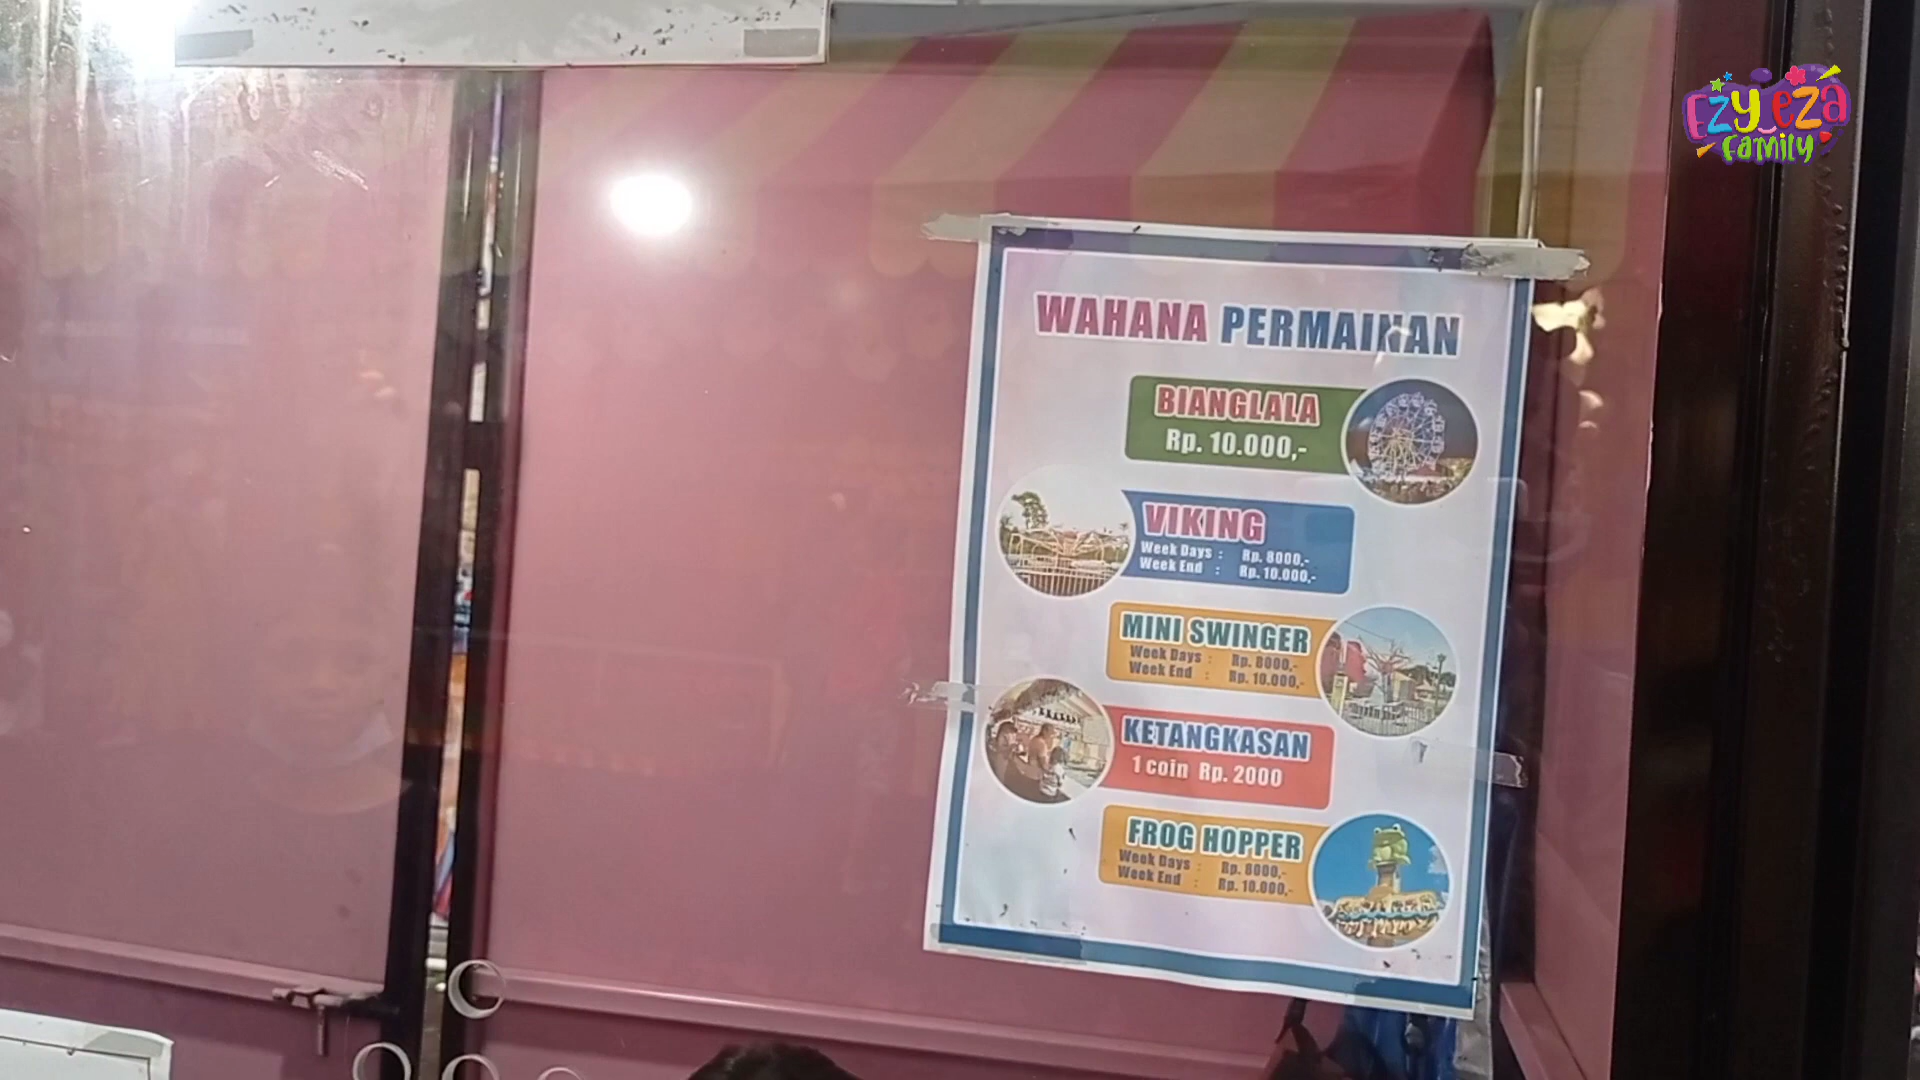 Ezy_eza
family
WAHANA PERMAINAN
BIANGLALA
Rp. 10.000,-
VIKING
Week Days : Rp. 8000,-
Week End : Rp. 10.000,-
MINI SWINGER
Week Days : Rp. 8000,-
Week End : Rp. 10.000,-
KETANGKASAN
1 coin Rp. 2000
FROG HOPPER
Week Days : Rp. 8000,-
Week End : Rp. 10.000,-